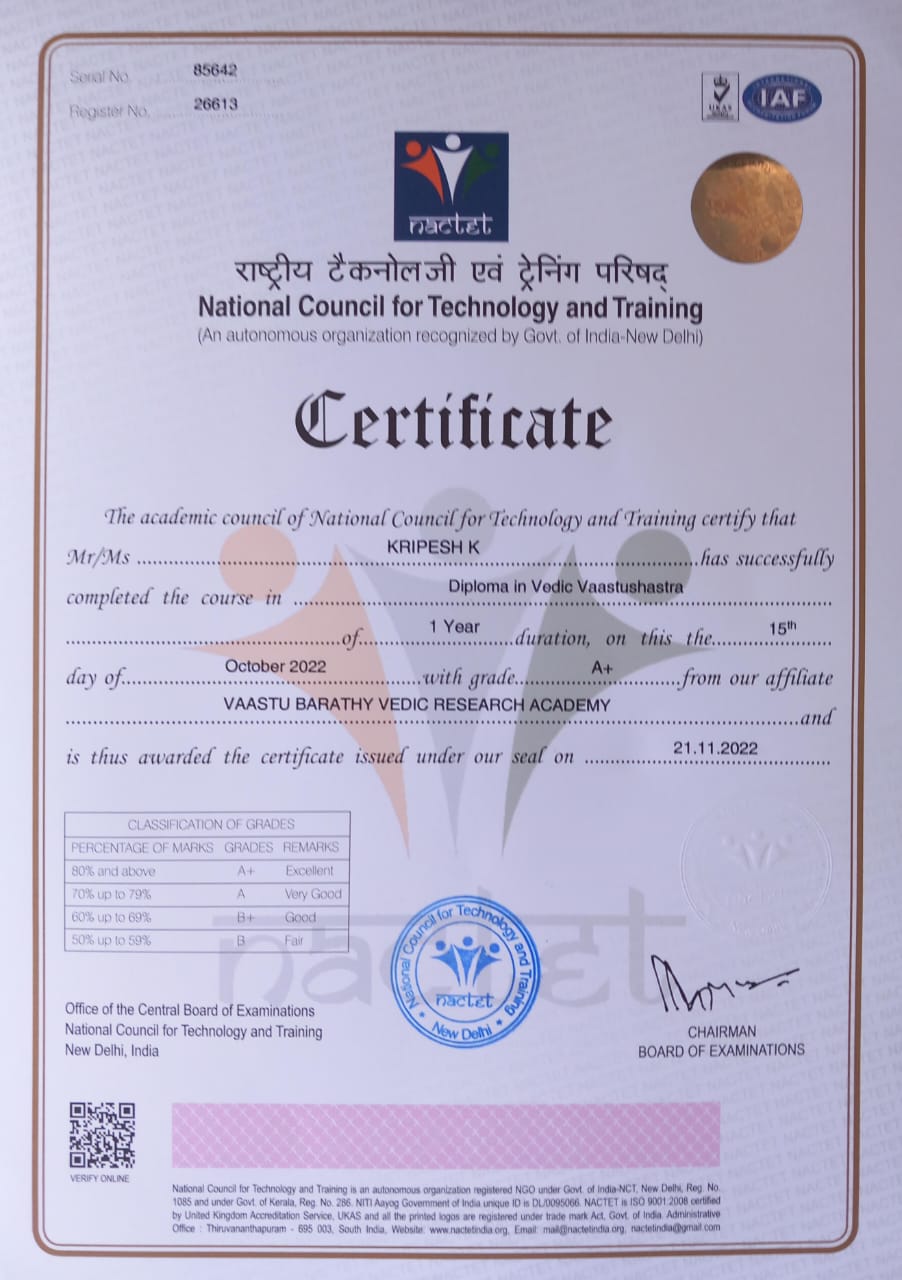 Serial No. 85642
Register No. 26613
UKAS
IAF
nactet
राष्ट्रीय टैकनोलजी एवं ट्रेनिंग परिषद्
National Council for Technology and Training
(An autonomous organization recognized by Govt. of India-New Delhi)
Certificate
The academic council of National Council for Technology and Training certify that
Mr/Ms KRIPESH K has successfully
completed the course in Diploma in Vedic Vaastushastra
of 1 Year duration, on this the 15th
day of October 2022 with grade A+ from our affiliate
VAASTU BARATHY VEDIC RESEARCH ACADEMY and
is thus awarded the certificate issued under our seal on 21.11.2022
CLASSIFICATION OF GRADES
PERCENTAGE OF MARKS GRADES REMARKS
80% and above A+ Excellent
70% up to 79% A Very Good
60% up to 69% B+ Good
50% up to 59% B Fair
nactet
National Council for Technology and Training
nactet
New Delhi
Office of the Central Board of Examinations
National Council for Technology and Training
New Delhi, India
CHAIRMAN
BOARD OF EXAMINATIONS
VERIFY ONLINE
National Council for Technology and Training is an autonomous organization registered NGO under Govt. of India-NCT, New Delhi, Reg. No.
1085 and under Govt. of Kerala, Reg. No. 286. NITI Aayog Government of India unique ID is DL/0095066. NACTET is ISO 9001:2008 certified
by United Kingdom Accreditation Service, UKAS and all the printed logos are registered under trade mark Act, Govt. of India. Administrative
Office : Thiruvananthapuram - 695 003, South India, Website: www.nactetindia.org, Email: mail@nactetindia.org, nactetindia@gmail.com